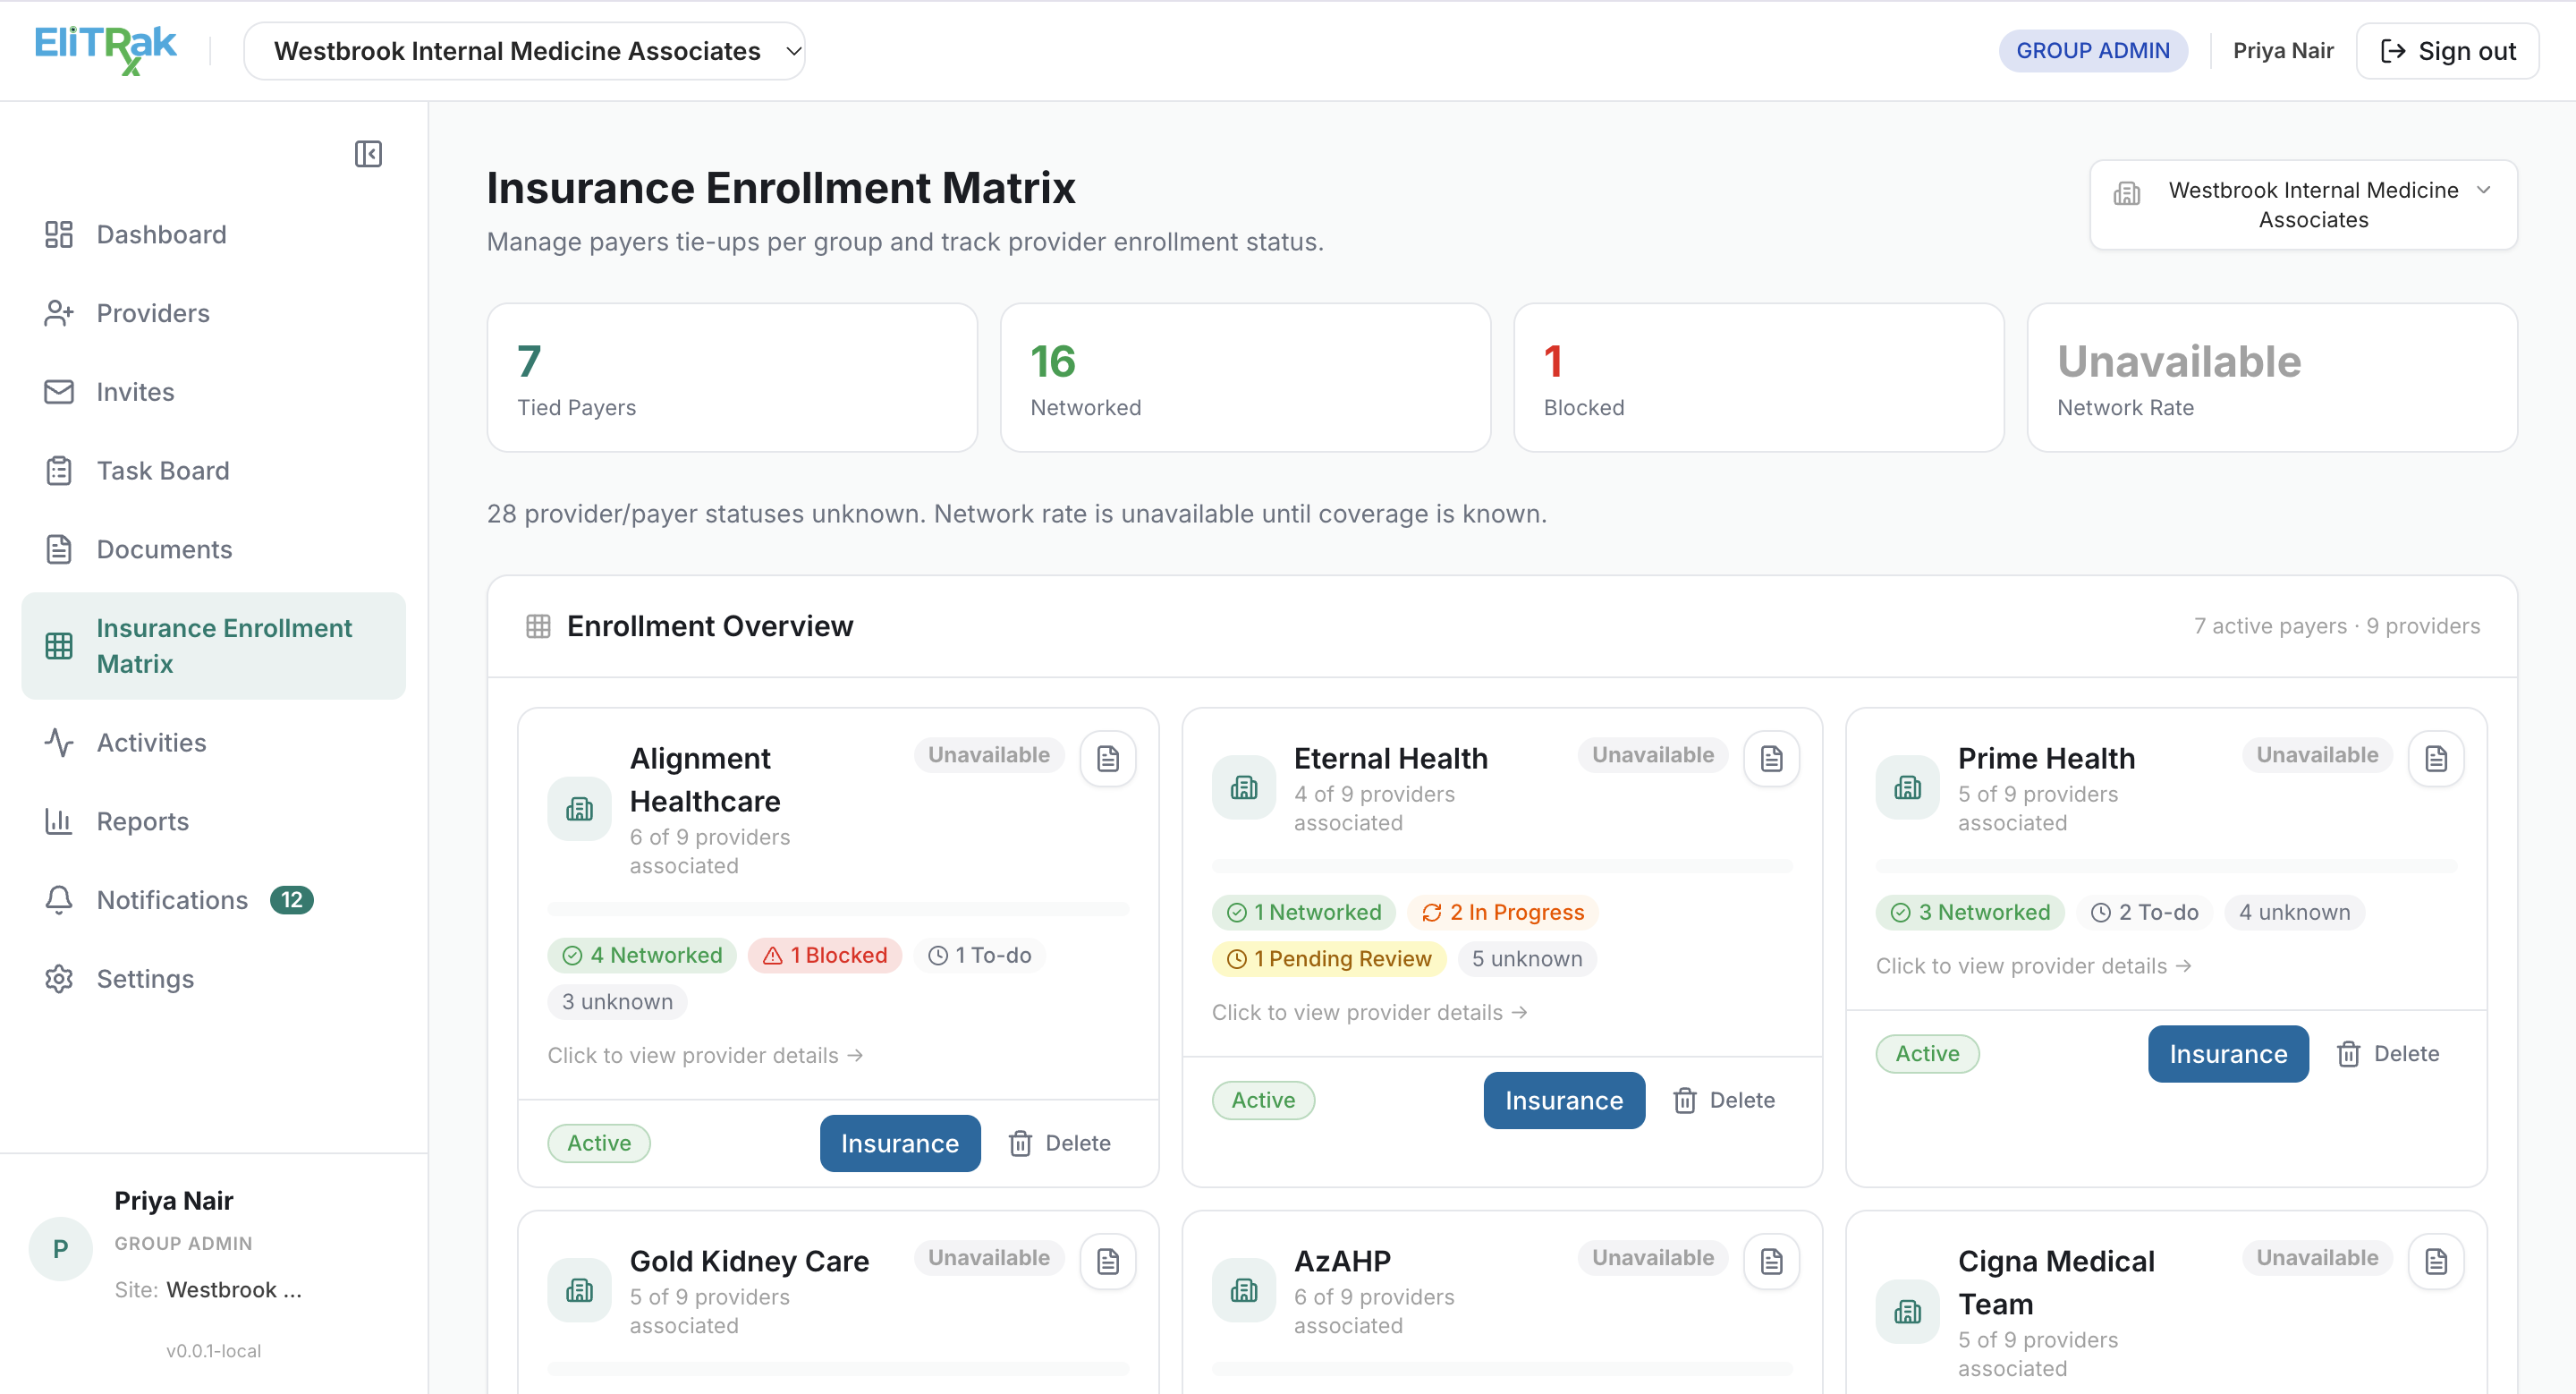 EliTRak
x
Westbrook Internal Medicine Associates
GROUP ADMIN
Priya Nair
Sign out
Dashboard
Providers
Invites
Task Board
Documents
Insurance Enrollment
Matrix
Activities
Reports
Notifications 12
Settings
P
Priya Nair
GROUP ADMIN
Site: Westbrook ...
v0.0.1-local
Insurance Enrollment Matrix
Manage payers tie-ups per group and track provider enrollment status.
Westbrook Internal Medicine
Associates
7
Tied Payers
16
Networked
1
Blocked
Unavailable
Network Rate
28 provider/payer statuses unknown. Network rate is unavailable until coverage is known.
Enrollment Overview
7 active payers · 9 providers
Alignment
Healthcare
Unavailable
6 of 9 providers
associated
4 Networked
1 Blocked
1 To-do
3 unknown
Click to view provider details →
Active
Insurance
Delete
Eternal Health
Unavailable
4 of 9 providers
associated
1 Networked
2 In Progress
1 Pending Review
5 unknown
Click to view provider details →
Active
Insurance
Delete
Prime Health
Unavailable
5 of 9 providers
associated
3 Networked
2 To-do
4 unknown
Click to view provider details →
Active
Insurance
Delete
Gold Kidney Care
Unavailable
5 of 9 providers
associated
AzAHP
Unavailable
6 of 9 providers
associated
Cigna Medical
Team
Unavailable
5 of 9 providers
associated